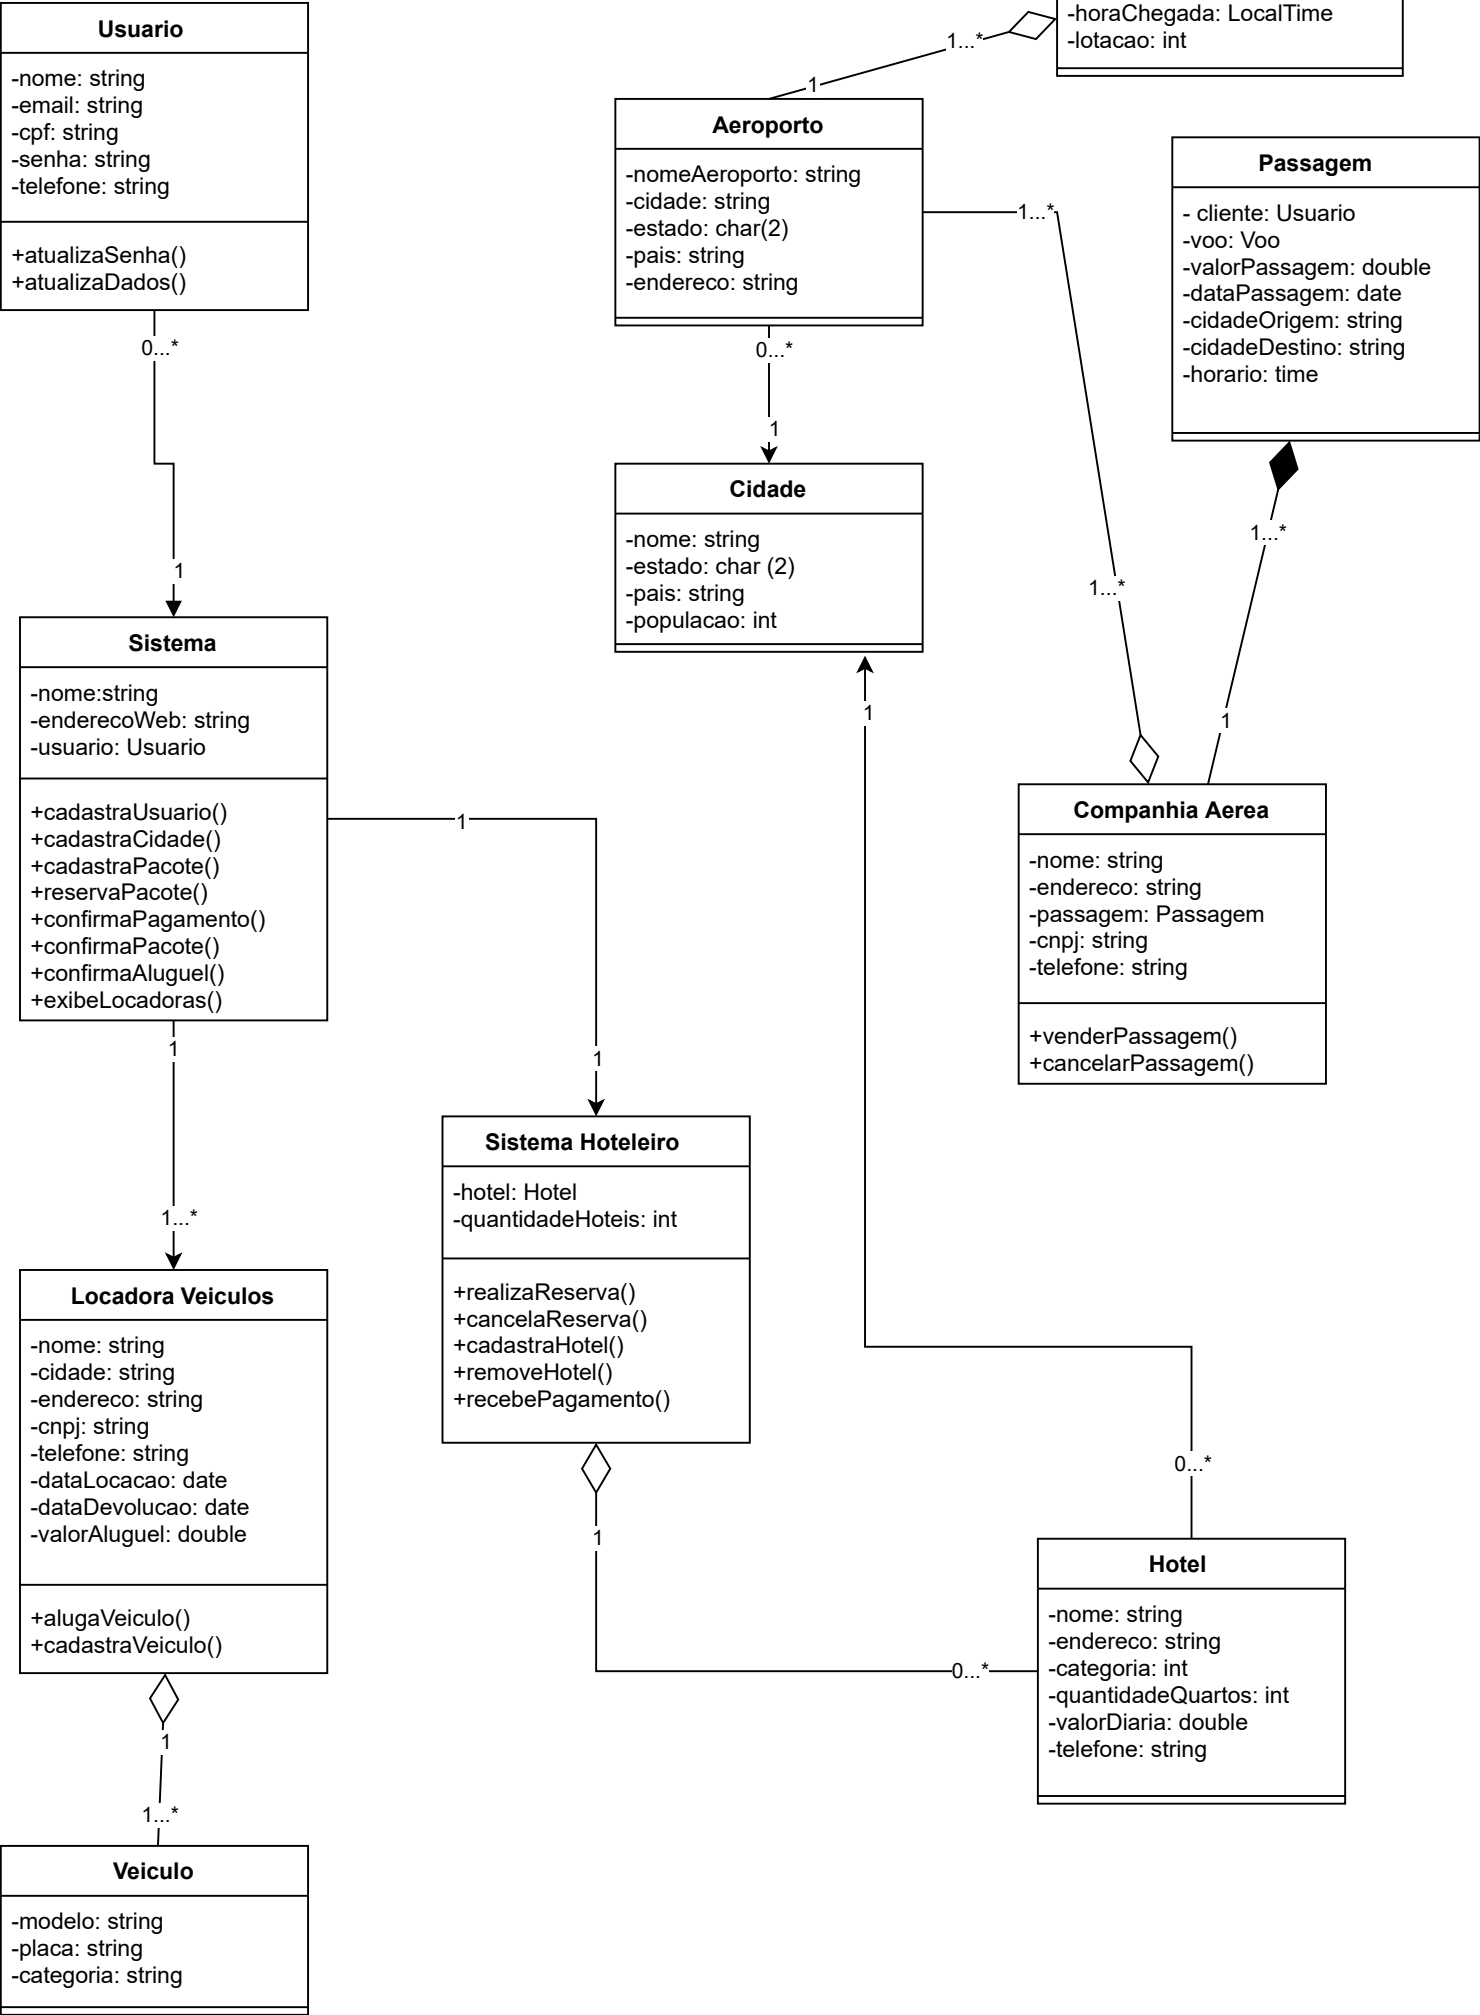 Usuario
-nome: string
-email: string
-cpf: string
-senha: string
-telefone: string
+atualizaSenha()
+atualizaDados()
0...*
1
-horaChegada: LocalTime
-lotacao: int
1...*
1
Aeroporto
-nomeAeroporto: string
-cidade: string
-estado: char(2)
-pais: string
-endereco: string
0...*
1
1...*
1...*
Passagem
- cliente: Usuario
-voo: Voo
-valorPassagem: double
-dataPassagem: date
-cidadeOrigem: string
-cidadeDestino: string
-horario: time
1...*
1
Cidade
-nome: string
-estado: char (2)
-pais: string
-populacao: int
1
Sistema
-nome:string
-enderecoWeb: string
-usuario: Usuario
+cadastraUsuario()
+cadastraCidade()
+cadastraPacote()
+reservaPacote()
+confirmaPagamento()
+confirmaPacote()
+confirmaAluguel()
+exibeLocadoras()
1
1
1
1...*
Companhia Aerea
-nome: string
-endereco: string
-passagem: Passagem
-cnpj: string
-telefone: string
+venderPassagem()
+cancelarPassagem()
Sistema Hoteleiro
-hotel: Hotel
-quantidadeHoteis: int
+realizaReserva()
+cancelaReserva()
+cadastraHotel()
+removeHotel()
+recebePagamento()
1
0...*
0...*
Locadora Veiculos
-nome: string
-cidade: string
-endereco: string
-cnpj: string
-telefone: string
-dataLocacao: date
-dataDevolucao: date
-valorAluguel: double
+alugaVeiculo()
+cadastraVeiculo()
1
1...*
Hotel
-nome: string
-endereco: string
-categoria: int
-quantidadeQuartos: int
-valorDiaria: double
-telefone: string
Veiculo
-modelo: string
-placa: string
-categoria: string